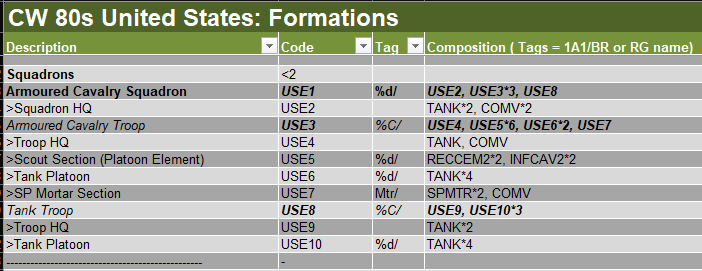 CW 80s United States: Formations
Description Code Tag Composition ( Tags = 1A1/BR or RG name)
Squadrons <2
Armoured Cavalry Squadron USE1 %d/ USE2, USE3*3, USE8
>Squadron HQ USE2 TANK*2, COMV*2
Armoured Cavalry Troop USE3 %C/ USE4, USE5*6, USE6*2, USE7
>Troop HQ USE4 TANK, COMV
>Scout Section (Platoon Element) USE5 %d/ RECCEM2*2, INFCAV2*2
>Tank Platoon USE6 %d/ TANK*4
>SP Mortar Section USE7 Mtr/ SPMTR*2, COMV
Tank Troop USE8 %C/ USE9, USE10*3
>Troop HQ USE9 TANK*2
>Tank Platoon USE10 %d/ TANK*4
------------------------------------------------- -